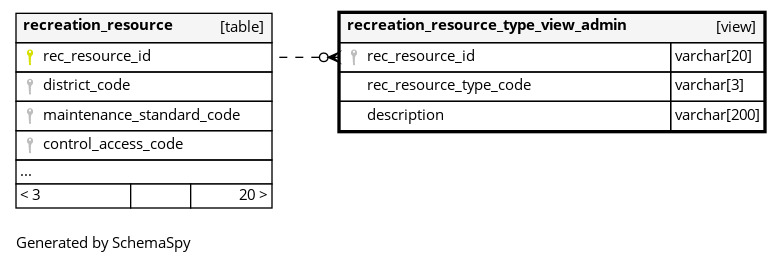 recreation_resource [table]
rec_resource_id
district_code
maintenance_standard_code
control_access_code
...
< 3 20 >
recreation_resource_type_view_admin [view]
rec_resource_id varchar[20]
rec_resource_type_code varchar[3]
description varchar[200]
Generated by SchemaSpy